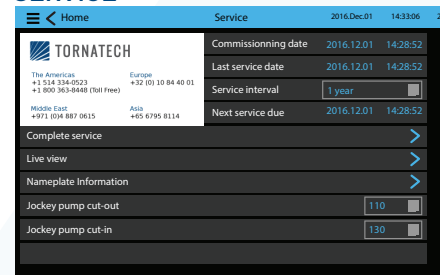 Home Service 2016.Dec.01 14:33:06
TORNATECH
The Americas
+1 514 334-0523
+1 800 363-8448 (Toll Free)
Europe
+32 (0) 10 84 40 01
Middle East
+971 (0)4 887 0615
Asia
+65 6795 8114
Commissionning date 2016.12.01 14:28:52
Last service date 2016.12.01 14:28:52
Service interval 1 year
Next service due 2016.12.01 14:28:52
Complete service
Live view
Nameplate Information
Jockey pump cut-out 110
Jockey pump cut-in 130